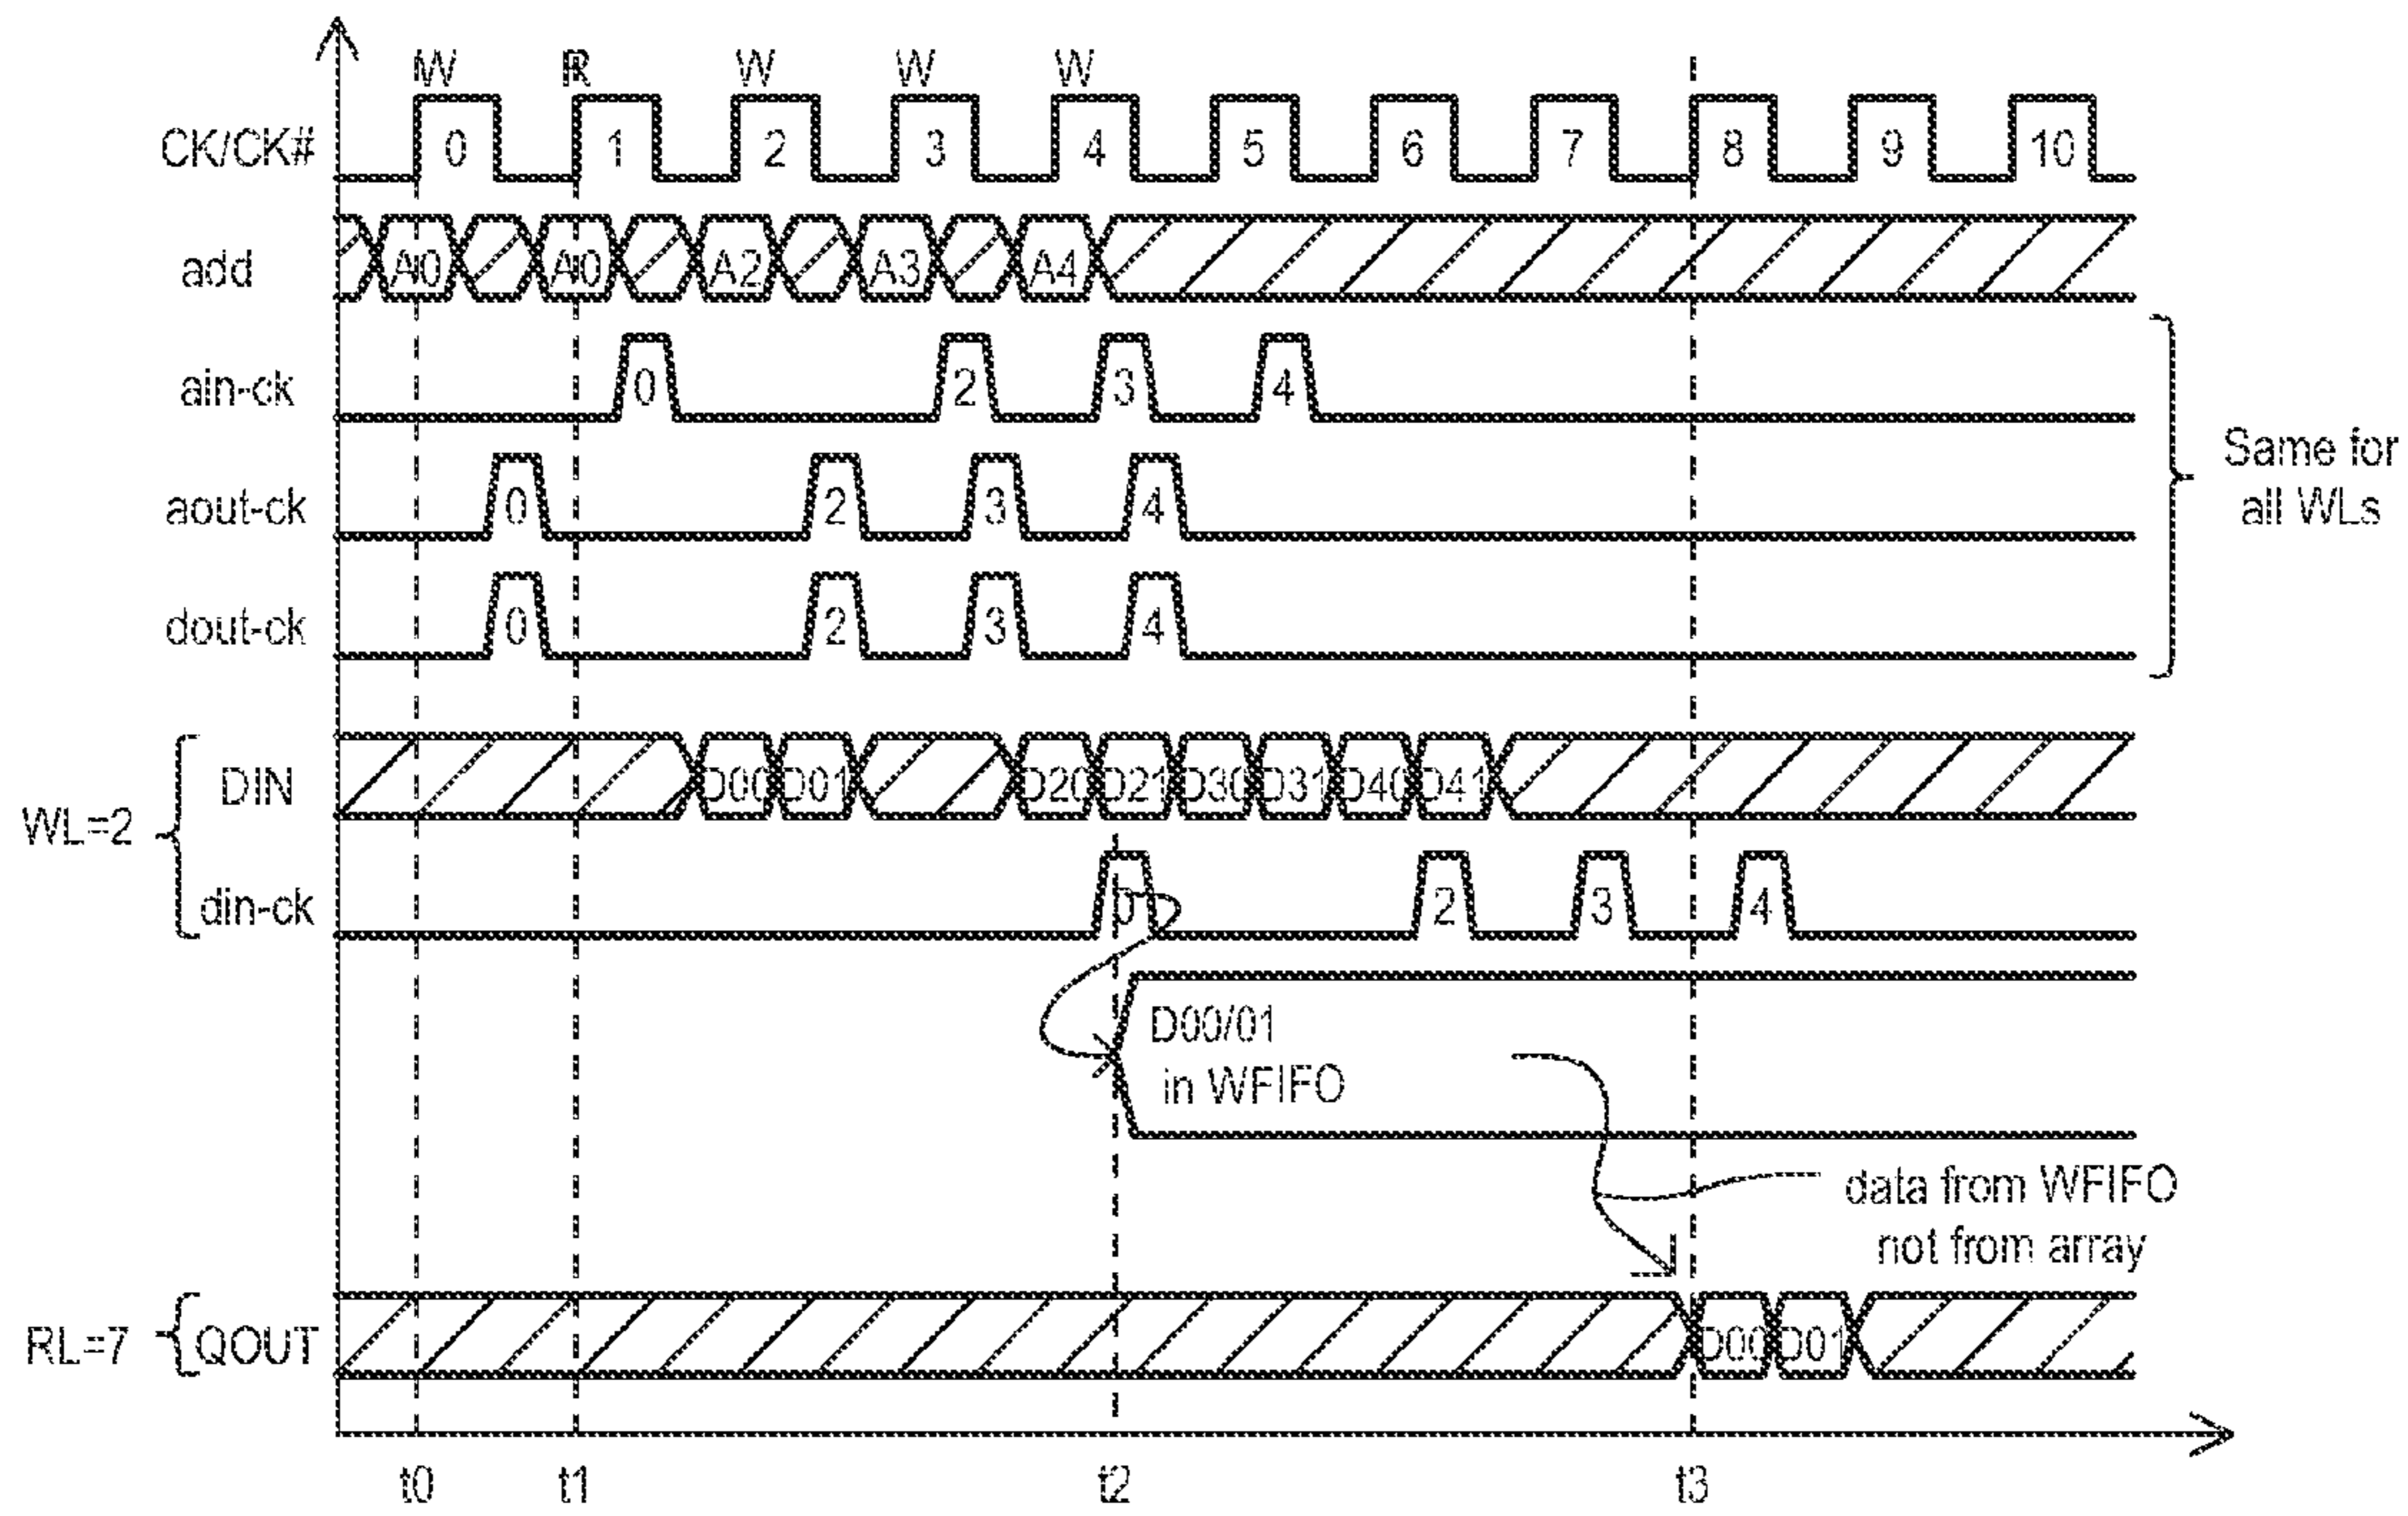 W R W W W
CK/CK# 0 1 2 3 4 5 6 7 8 9 10
add A0 A0 A2 A3 A4
ain-ck 0 2 3 4
aout-ck 0 2 3 4
dout-ck 0 2 3 4
Same for
all WLs
WL=2
DIN D00 D01 D20 D21 D30 D31 D40 D41
din-ck 0 2 3 4
D00/01
in WFIFO
data from WFIFO
not from array
RL=7 QOUT D00 D01
t0 t1 t2 t3